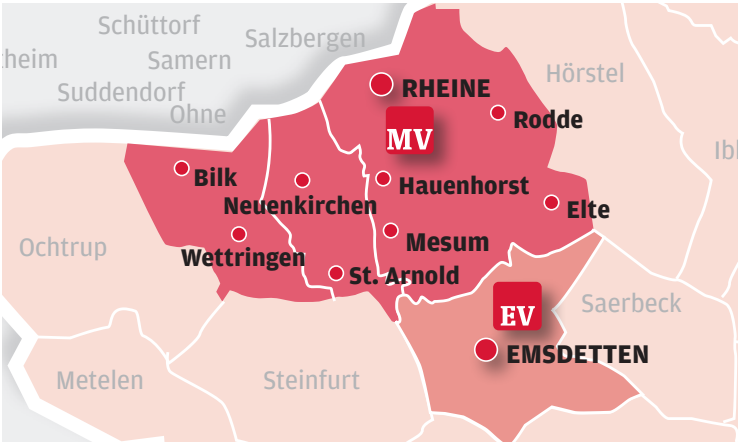 Schüttorf
Salzbergen
heim
Samern
Suddendorf
Ohne
Hörstel
RHEINE
Rodde
MV
Ibb
Bilk
Hauenhorst
Neuenkirchen
Elte
Ochtrup
Wettringen
Mesum
St. Arnold
Saerbeck
EV
EMSDETTEN
Metelen
Steinfurt